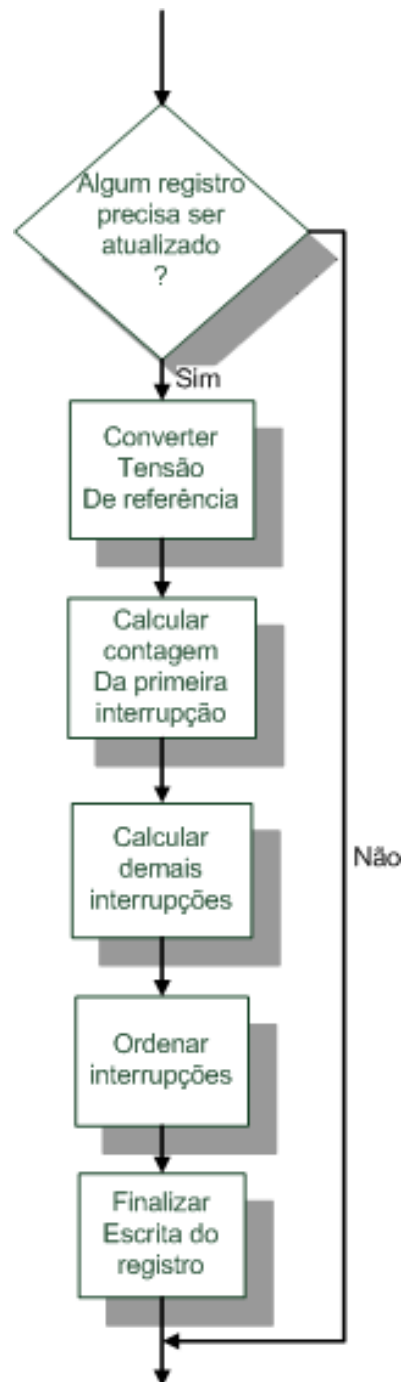 Algum registro
precisa ser
atualizado
?
Sim
Converter
Tensão
De referência
Calcular
contagem
Da primeira
interrupção
Calcular
demais
interrupções
Não
Ordenar
interrupções
Finalizar
Escrita do
registro